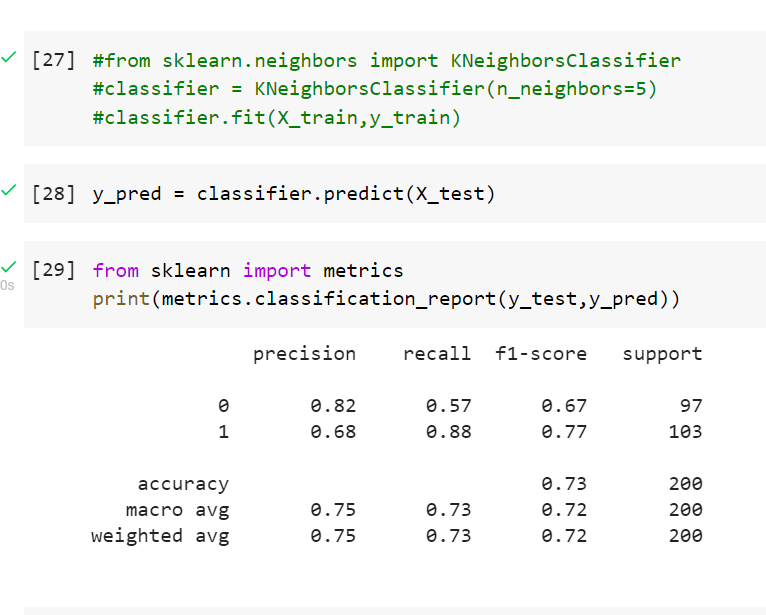 [27] #from sklearn.neighbors import KNeighborsClassifier
#classifier = KNeighborsClassifier(n_neighbors=5)
#classifier.fit(X_train,y_train)
[28] y_pred = classifier.predict(X_test)
[29] from sklearn import metrics
0s print(metrics.classification_report(y_test,y_pred))
precision recall f1-score support
0 0.82 0.57 0.67 97
1 0.68 0.88 0.77 103
accuracy 0.73 200
macro avg 0.75 0.73 0.72 200
weighted avg 0.75 0.73 0.72 200